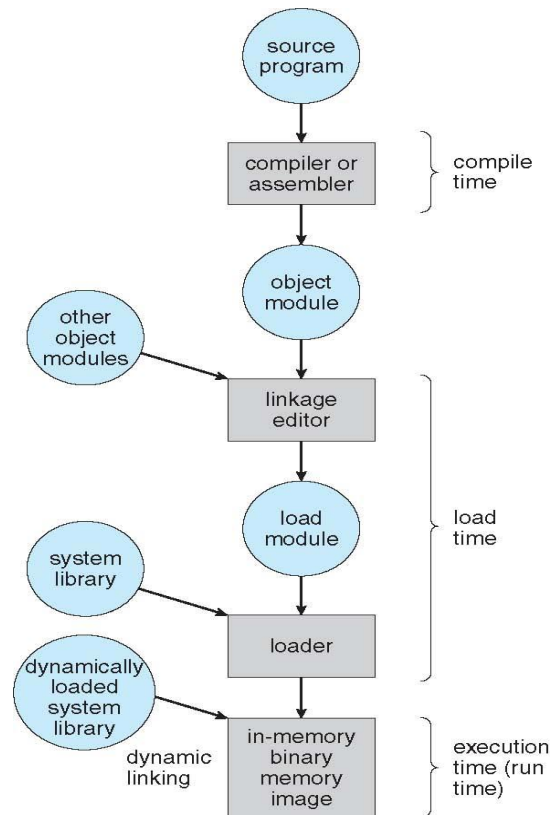 source
program
compiler or
assembler
compile
time
object
module
other
object
modules
linkage
editor
load
module
load
time
system
library
loader
dynamically
loaded
system
library
dynamic
linking
in-memory
binary
memory
image
execution
time (run
time)